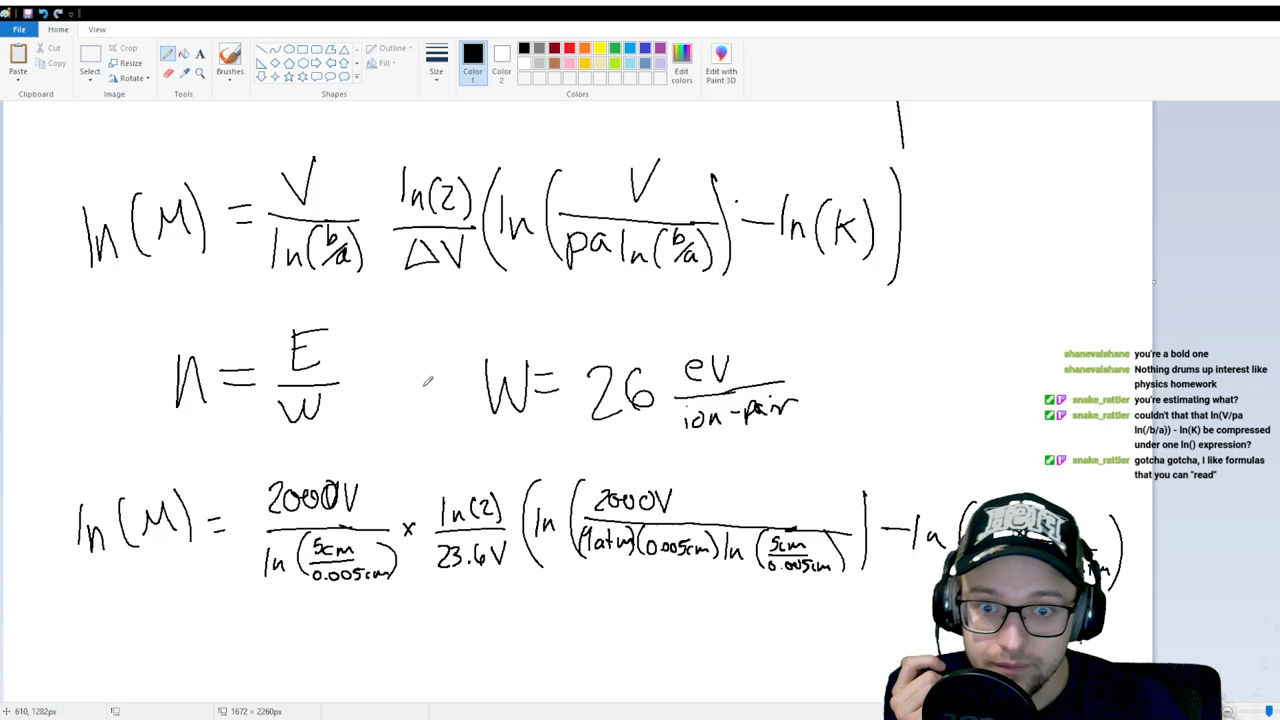 File Home View
Paste Cut Copy Clipboard
Select Crop Resize Rotate Image
A Tools
Brushes
Outline Fill Shapes
Size
Color 1 Color 2 Edit colors Colors
Edit with Paint 3D
ln(M) = V/ln(b/a) ln(2)/ΔV (ln(V/pa ln(b/a)) - ln(K))
n = E/W W = 26 eV/ion-pair
ln(M) = 2000V/ln(5cm/0.005cm) × ln(2)/23.6V (ln(2000V/(1atm)(0.005cm)ln(5cm/0.005cm)) - ln(
shanevalshane you're a bold one
shanevalshane Nothing drums up interest like
physics homework
snake_rattler you're estimating what?
snake_rattler couldn't that that ln(V/pa
ln(/b/a)) - ln(K) be compressed
under one ln() expression?
snake_rattler gotcha gotcha, I like formulas
that you can "read"
610, 1282px 1672 × 2260px